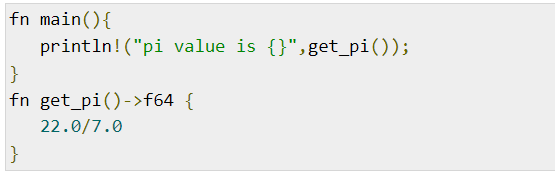 fn main(){
   println!("pi value is {}",get_pi());
}
fn get_pi()->f64 {
   22.0/7.0
}